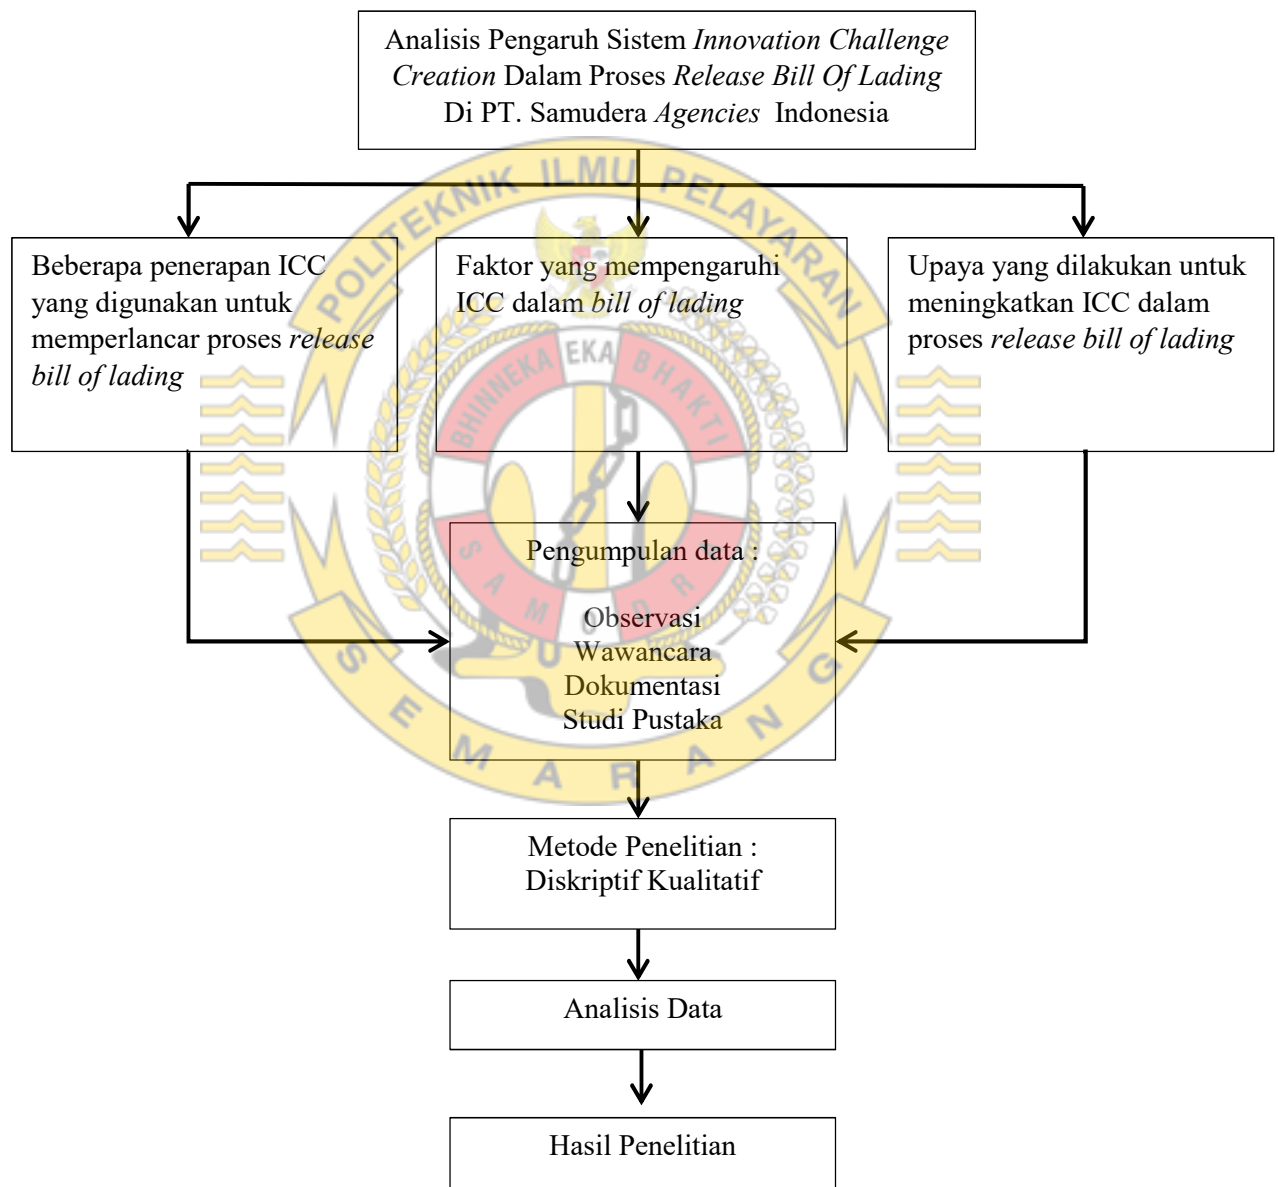 Analisis Pengaruh Sistem Innovation Challenge
Creation Dalam Proses Release Bill Of Lading
Di PT. Samudera Agencies Indonesia
POLITEKNIK ILMU PELAYARAN
Beberapa penerapan ICC
yang digunakan untuk
memperlancar proses release
bill of lading
Faktor yang mempengaruhi
ICC dalam bill of lading
Upaya yang dilakukan untuk
meningkatkan ICC dalam
proses release bill of lading
BHINNEKA EKA BHAKTI
SAMODRA
Pengumpulan data :
Observasi
Wawancara
Dokumentasi
Studi Pustaka
SEMARANG
Metode Penelitian :
Diskriptif Kualitatif
Analisis Data
Hasil Penelitian